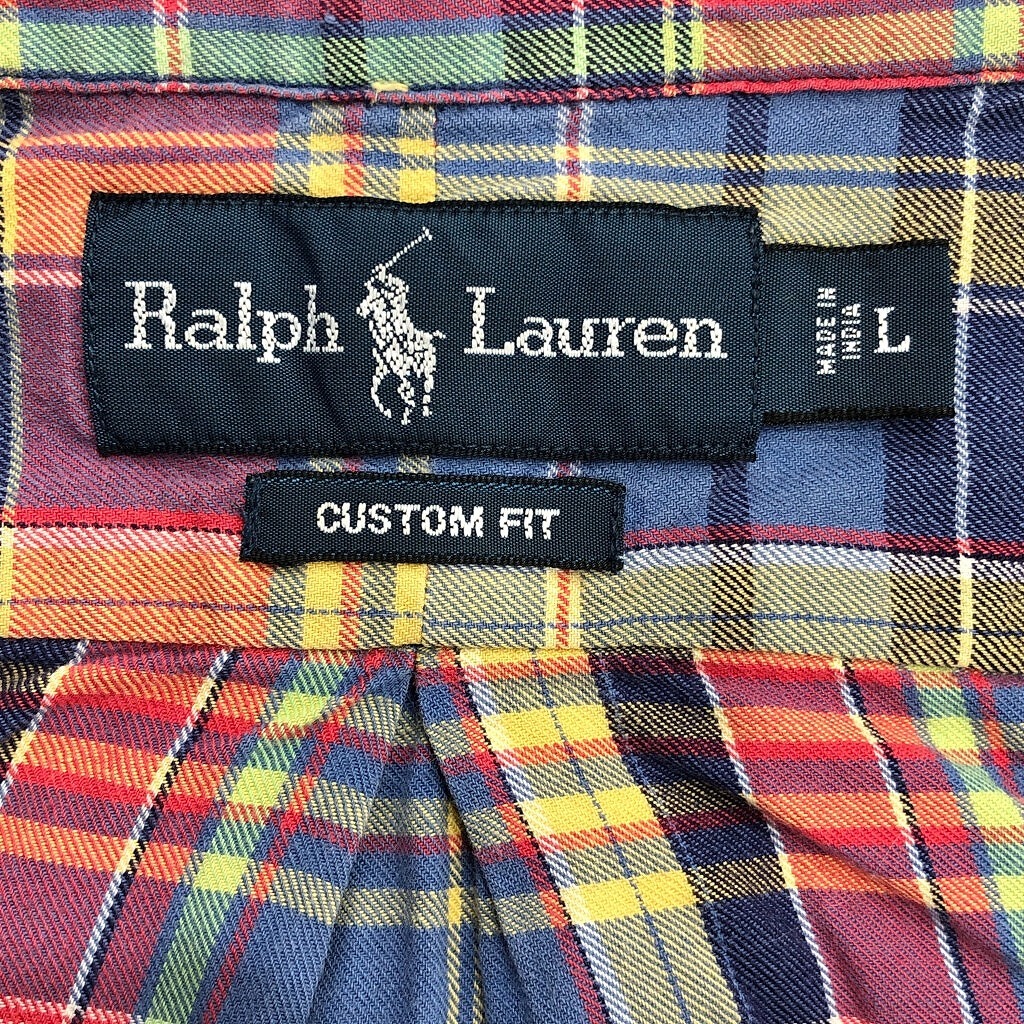 Ralph Lauren
MADE IN
INDIA
L
CUSTOM FIT